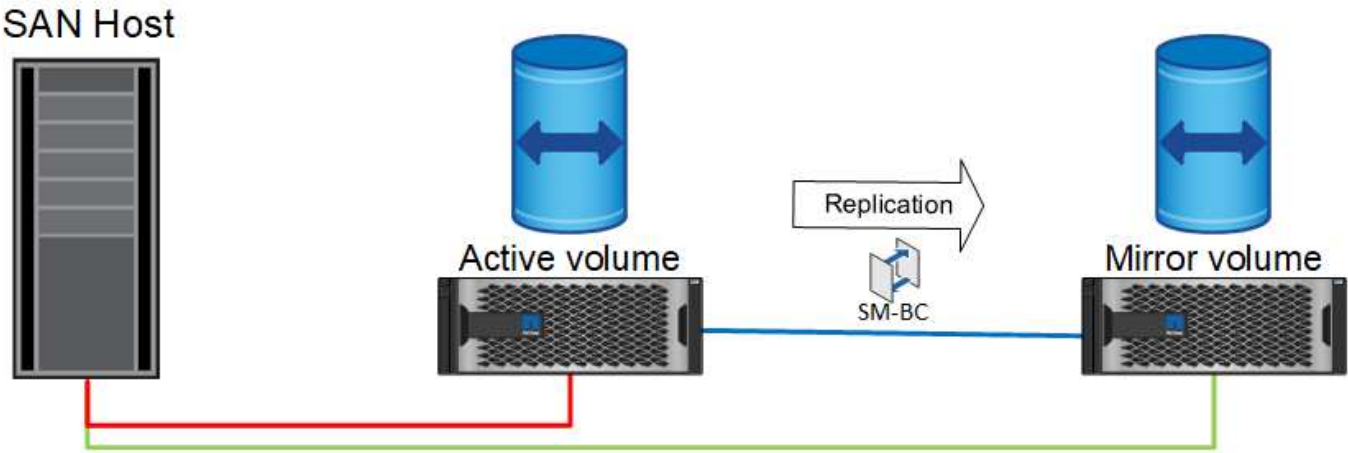 SAN Host
Replication
Active volume
Mirror volume
SM-BC